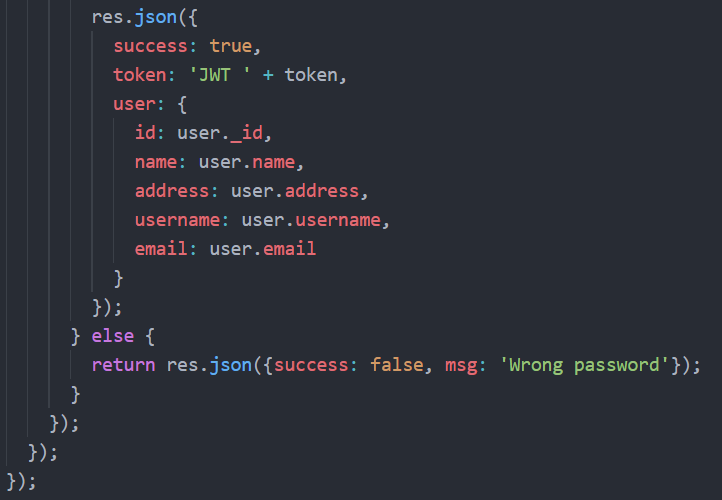 res.json({
success: true,
token: 'JWT ' + token,
user: {
id: user._id,
name: user.name,
address: user.address,
username: user.username,
email: user.email
}
});
} else {
return res.json({success: false, msg: 'Wrong password'});
}
});
});
});